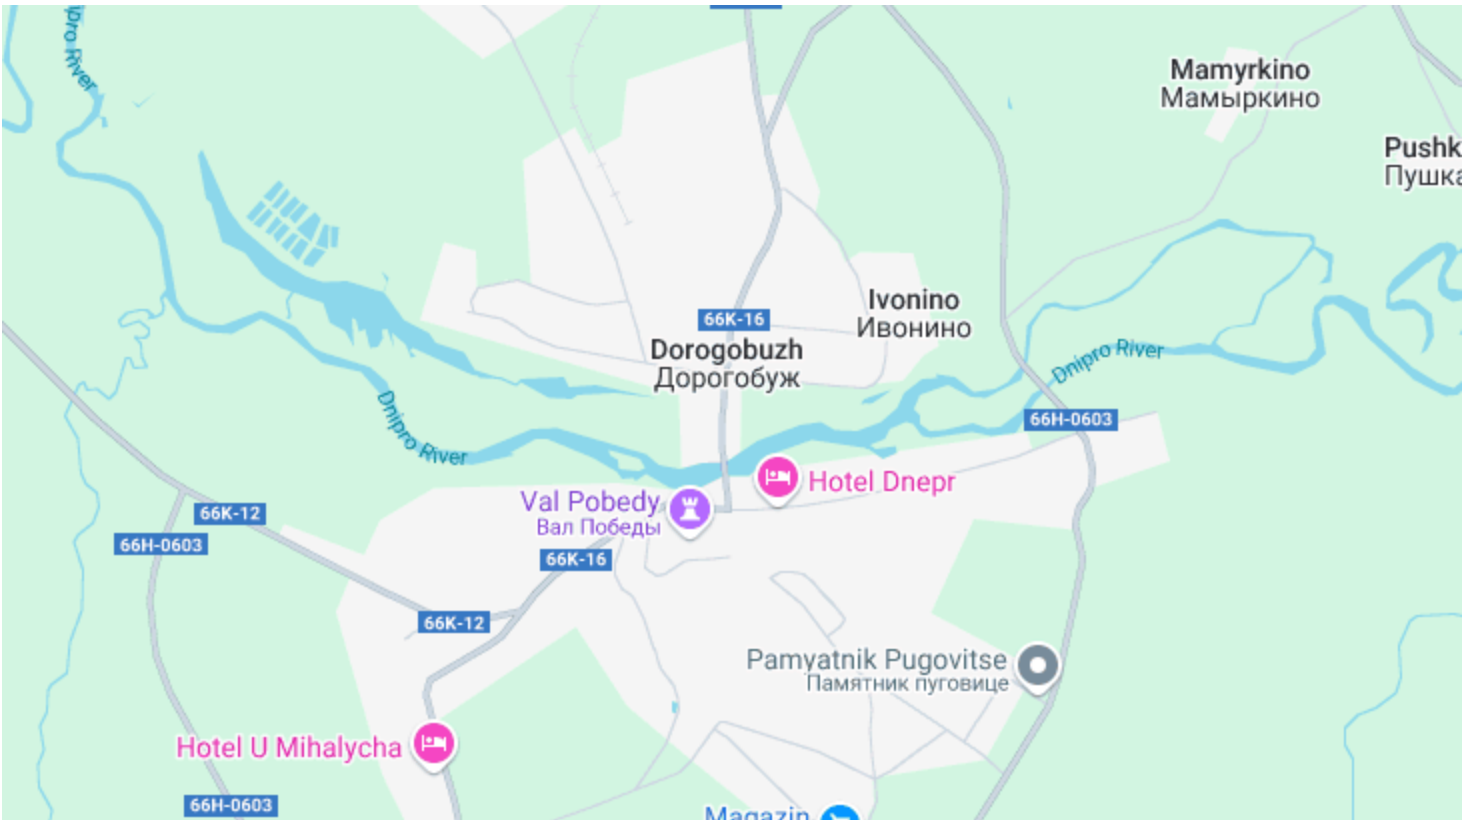 Dnipro River
Mamyrkino
Мамыркино
Pushk
Пушка
Ivonino
Ивонино
66K-16
Dorogobuzh
Дорогобуж
Dnipro River
Dnipro River
66H-0603
Hotel Dnepr
Val Pobedy
Вал Победы
66K-12
66H-0603
66K-16
66K-12
Pamyatnik Pugovitse
Памятник пуговице
Hotel U Mihalycha
66H-0603
Magazin